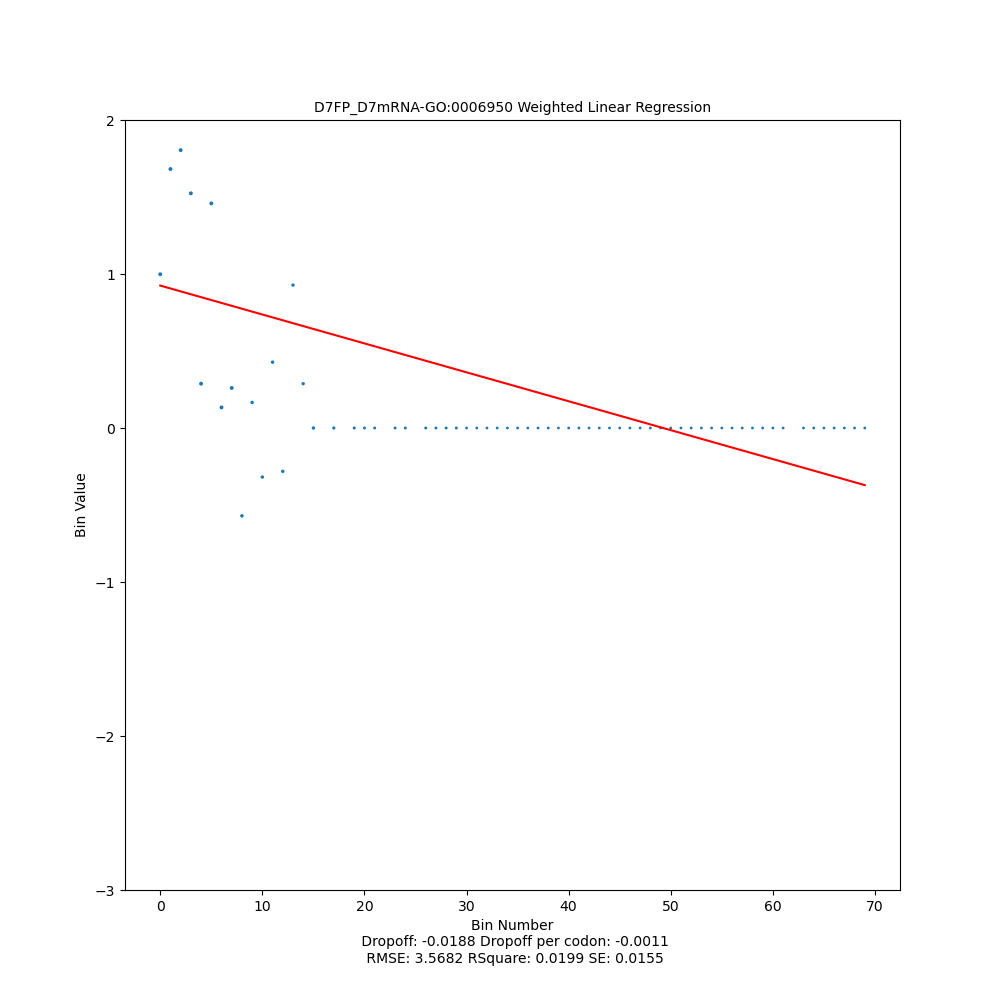 D7FP_D7mRNA-GO:0006950 Weighted Linear Regression
2
1
0
−1
−2
−3
Bin Value
0 10 20 30 40 50 60 70
Bin Number
Dropoff: -0.0188 Dropoff per codon: -0.0011
RMSE: 3.5682 RSquare: 0.0199 SE: 0.0155